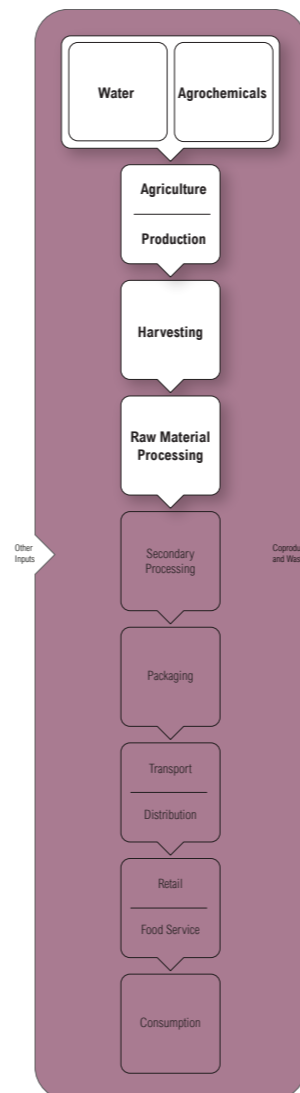 Water
Agrochemicals
Agriculture
Production
Harvesting
Raw Material
Processing
Other
Inputs
Secondary
Processing
Packaging
Transport
Distribution
Retail
Food Service
Consumption
and